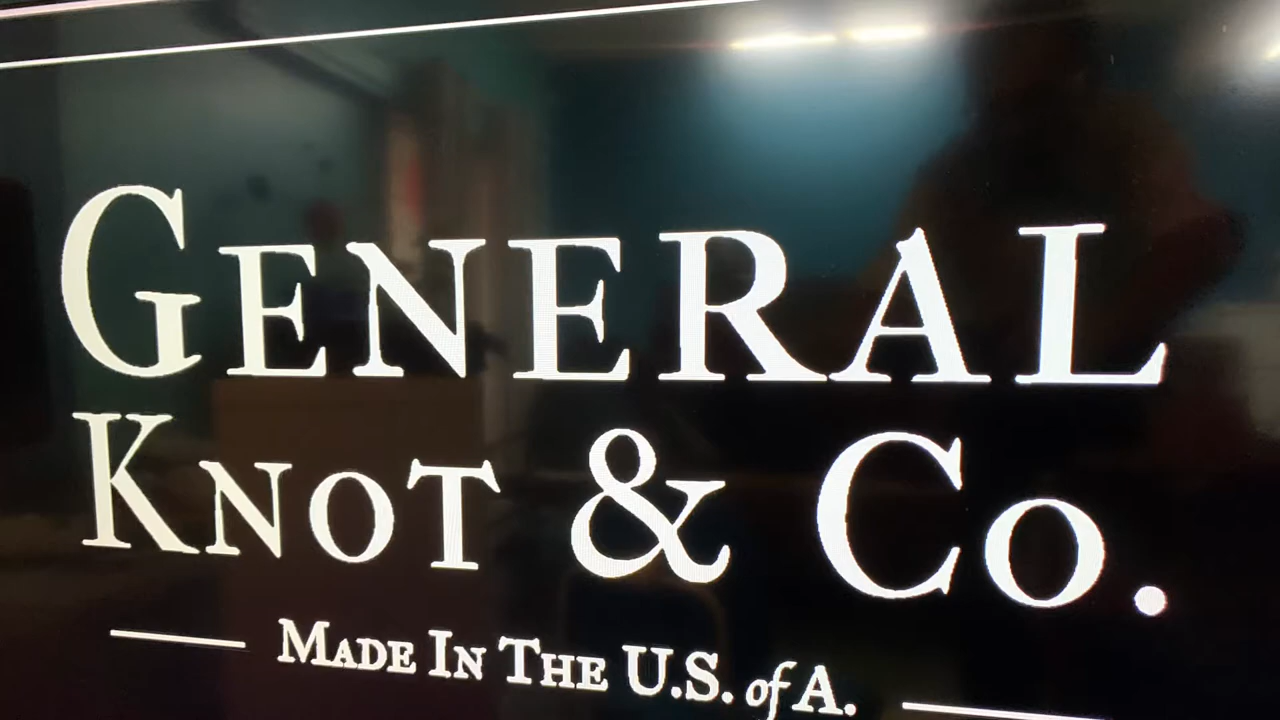 GENERAL
KNOT & CO.
MADE IN THE U.S. of A.